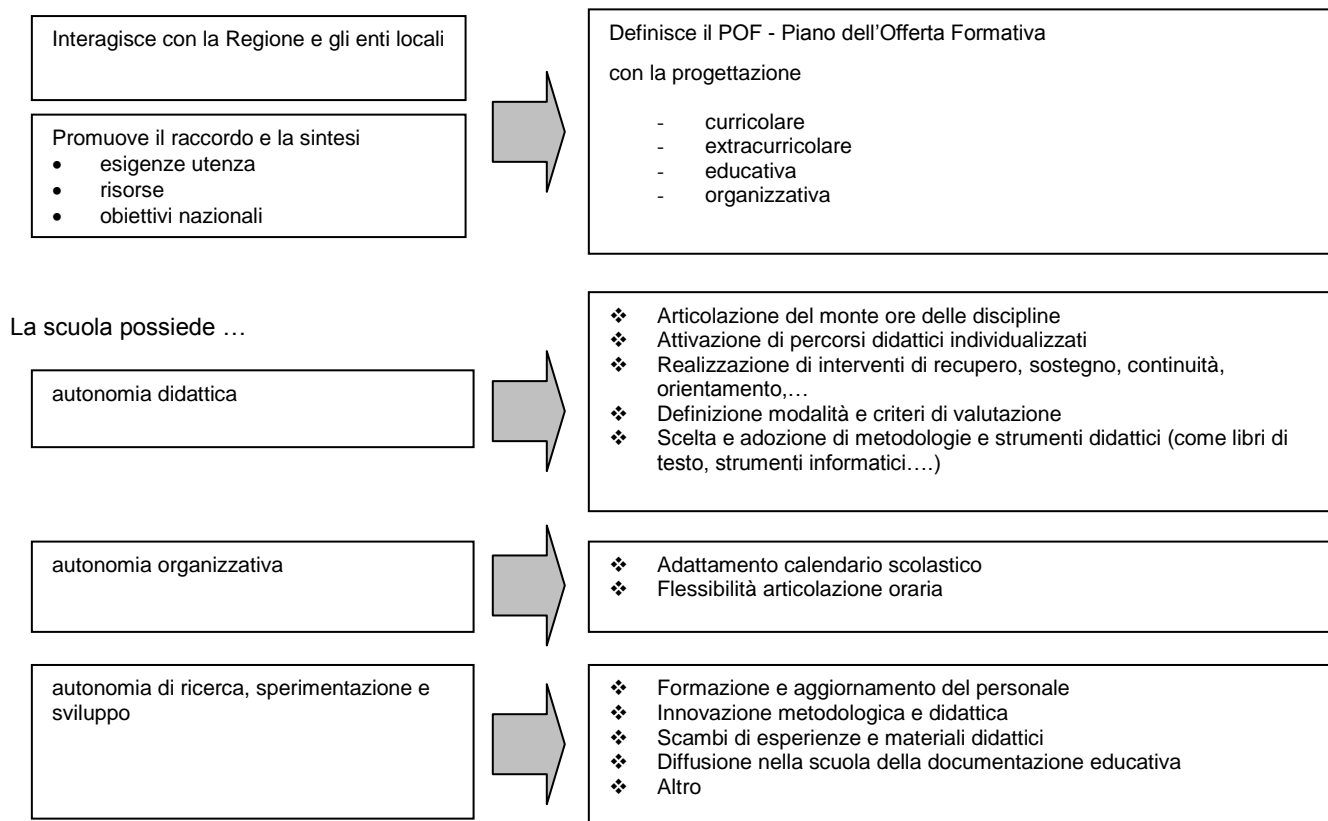 Interagisce con la Regione e gli enti locali
Promuove il raccordo e la sintesi
• esigenze utenza
• risorse
• obiettivi nazionali
Definisce il POF - Piano dell’Offerta Formativa
con la progettazione
- curricolare
- extracurricolare
- educativa
- organizzativa
La scuola possiede …
autonomia didattica
❖ Articolazione del monte ore delle discipline
❖ Attivazione di percorsi didattici individualizzati
❖ Realizzazione di interventi di recupero, sostegno, continuità,
orientamento,…
❖ Definizione modalità e criteri di valutazione
❖ Scelta e adozione di metodologie e strumenti didattici (come libri di
testo, strumenti informatici….)
autonomia organizzativa
❖ Adattamento calendario scolastico
❖ Flessibilità articolazione oraria
autonomia di ricerca, sperimentazione e
sviluppo
❖ Formazione e aggiornamento del personale
❖ Innovazione metodologica e didattica
❖ Scambi di esperienze e materiali didattici
❖ Diffusione nella scuola della documentazione educativa
❖ Altro